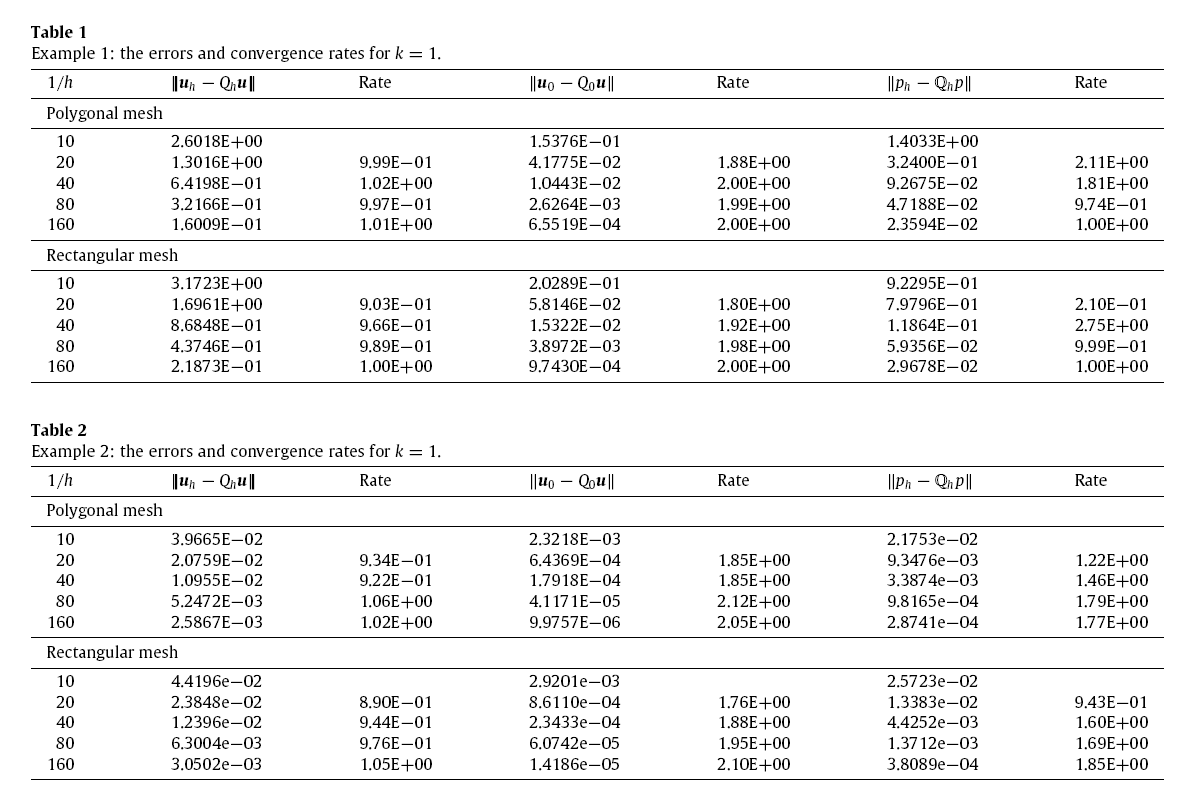 Table 1
Example 1: the errors and convergence rates for k = 1.
1/h ⦀u_h − Q_h u⦀ Rate ‖u_0 − Q_0 u‖ Rate ‖p_h − ℚ_h p‖ Rate
Polygonal mesh
10 2.6018E+00 1.5376E−01 1.4033E+00
20 1.3016E+00 9.99E−01 4.1775E−02 1.88E+00 3.2400E−01 2.11E+00
40 6.4198E−01 1.02E+00 1.0443E−02 2.00E+00 9.2675E−02 1.81E+00
80 3.2166E−01 9.97E−01 2.6264E−03 1.99E+00 4.7188E−02 9.74E−01
160 1.6009E−01 1.01E+00 6.5519E−04 2.00E+00 2.3594E−02 1.00E+00
Rectangular mesh
10 3.1723E+00 2.0289E−01 9.2295E−01
20 1.6961E+00 9.03E−01 5.8146E−02 1.80E+00 7.9796E−01 2.10E−01
40 8.6848E−01 9.66E−01 1.5322E−02 1.92E+00 1.1864E−01 2.75E+00
80 4.3746E−01 9.89E−01 3.8972E−03 1.98E+00 5.9356E−02 9.99E−01
160 2.1873E−01 1.00E+00 9.7430E−04 2.00E+00 2.9678E−02 1.00E+00
Table 2
Example 2: the errors and convergence rates for k = 1.
1/h ⦀u_h − Q_h u⦀ Rate ‖u_0 − Q_0 u‖ Rate ‖p_h − ℚ_h p‖ Rate
Polygonal mesh
10 3.9665E−02 2.3218E−03 2.1753e−02
20 2.0759E−02 9.34E−01 6.4369E−04 1.85E+00 9.3476e−03 1.22E+00
40 1.0955E−02 9.22E−01 1.7918E−04 1.85E+00 3.3874e−03 1.46E+00
80 5.2472E−03 1.06E+00 4.1171E−05 2.12E+00 9.8165e−04 1.79E+00
160 2.5867E−03 1.02E+00 9.9757E−06 2.05E+00 2.8741e−04 1.77E+00
Rectangular mesh
10 4.4196e−02 2.9201e−03 2.5723e−02
20 2.3848e−02 8.90E−01 8.6110e−04 1.76E+00 1.3383e−02 9.43E−01
40 1.2396e−02 9.44E−01 2.3433e−04 1.88E+00 4.4252e−03 1.60E+00
80 6.3004e−03 9.76E−01 6.0742e−05 1.95E+00 1.3712e−03 1.69E+00
160 3.0502e−03 1.05E+00 1.4186e−05 2.10E+00 3.8089e−04 1.85E+00